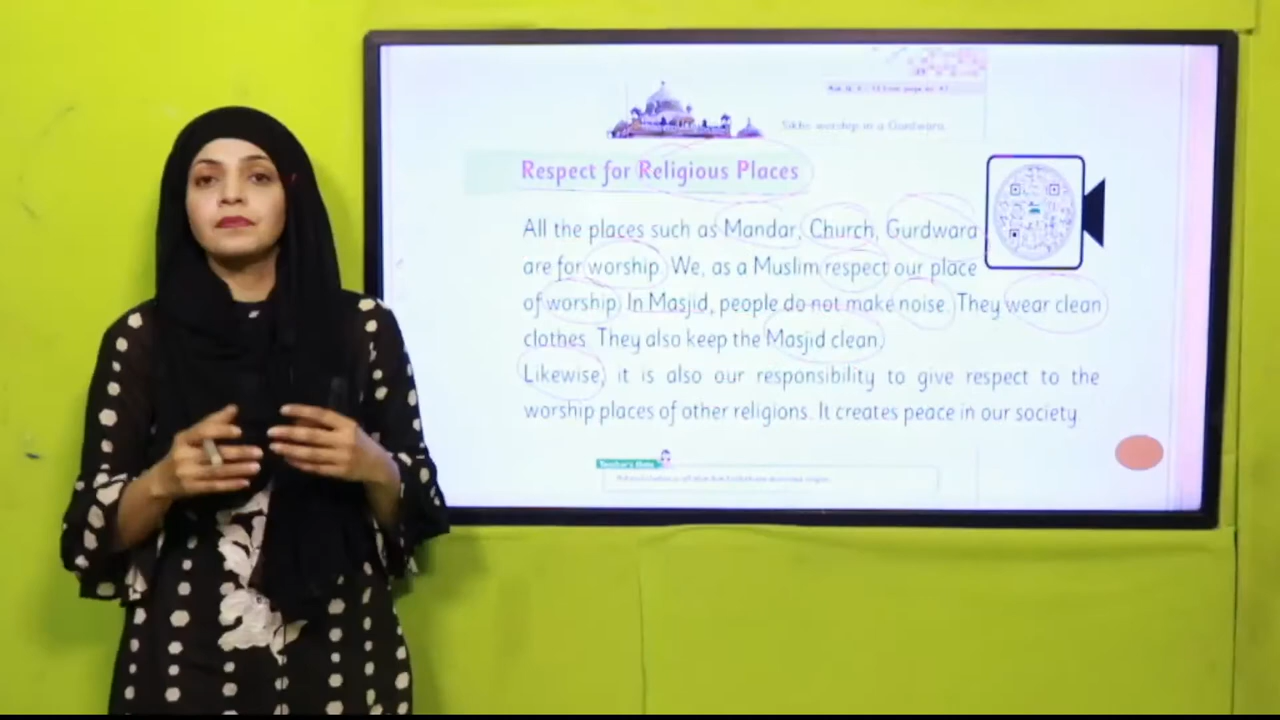 Sikhs worship in a Gurdwara.
Respect for Religious Places
All the places such as Mandar, Church, Gurdwara
are for worship. We, as a Muslim respect our place
of worship. In Masjid, people do not make noise. They wear clean
clothes. They also keep the Masjid clean.
Likewise, it is also our responsibility to give respect to the
worship places of other religions. It creates peace in our society.
Teacher's Note